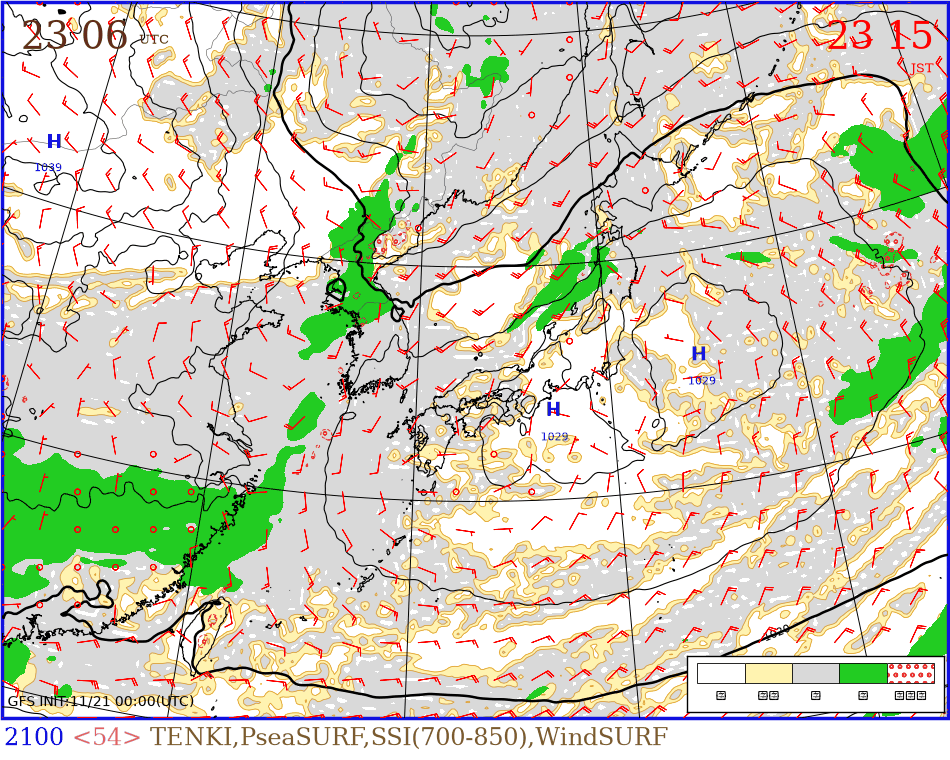 23 06 UTC
23 15
JST
H
1039
H
1029
H
1029
1020
GFS INIT:11/21 00:00(UTC)
2100 <54> TENKI,PseaSURF,SSI(700-850),WindSURF